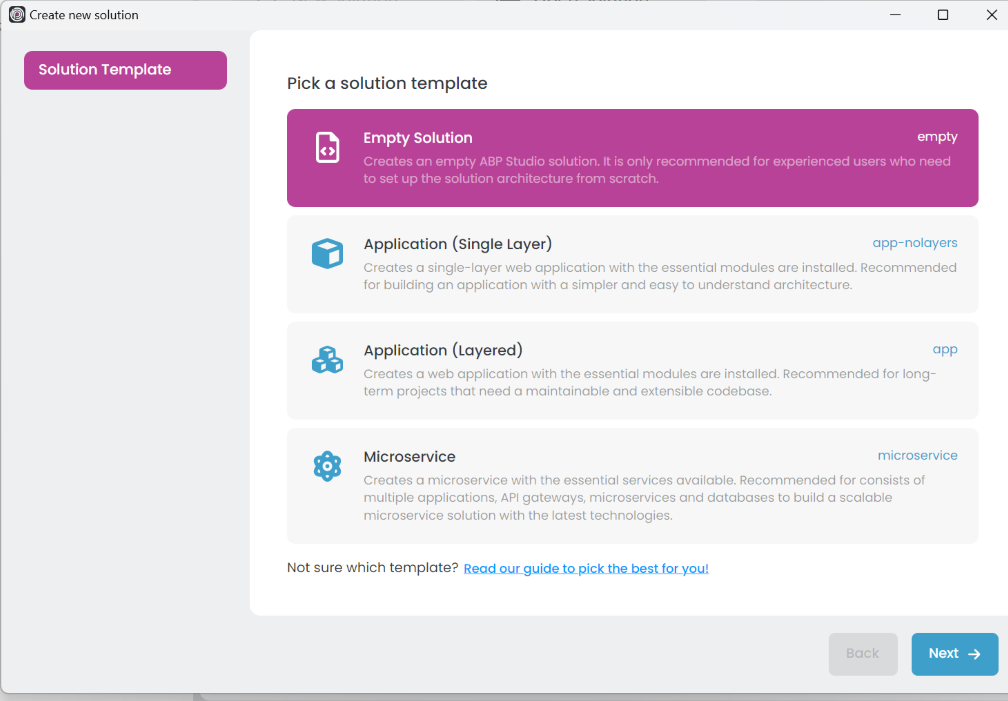 Create new solution
Solution Template
Pick a solution template
Empty Solution
empty
Creates an empty ABP Studio solution. It is only recommended for experienced users who need
to set up the solution architecture from scratch.
Application (Single Layer)
app-nolayers
Creates a single-layer web application with the essential modules are installed. Recommended
for building an application with a simpler and easy to understand architecture.
Application (Layered)
app
Creates a web application with the essential modules are installed. Recommended for long-
term projects that need a maintainable and extensible codebase.
Microservice
microservice
Creates a microservice with the essential services available. Recommended for consists of
multiple applications, API gateways, microservices and databases to build a scalable
microservice solution with the latest technologies.
Not sure which template? Read our guide to pick the best for you!
Back
Next